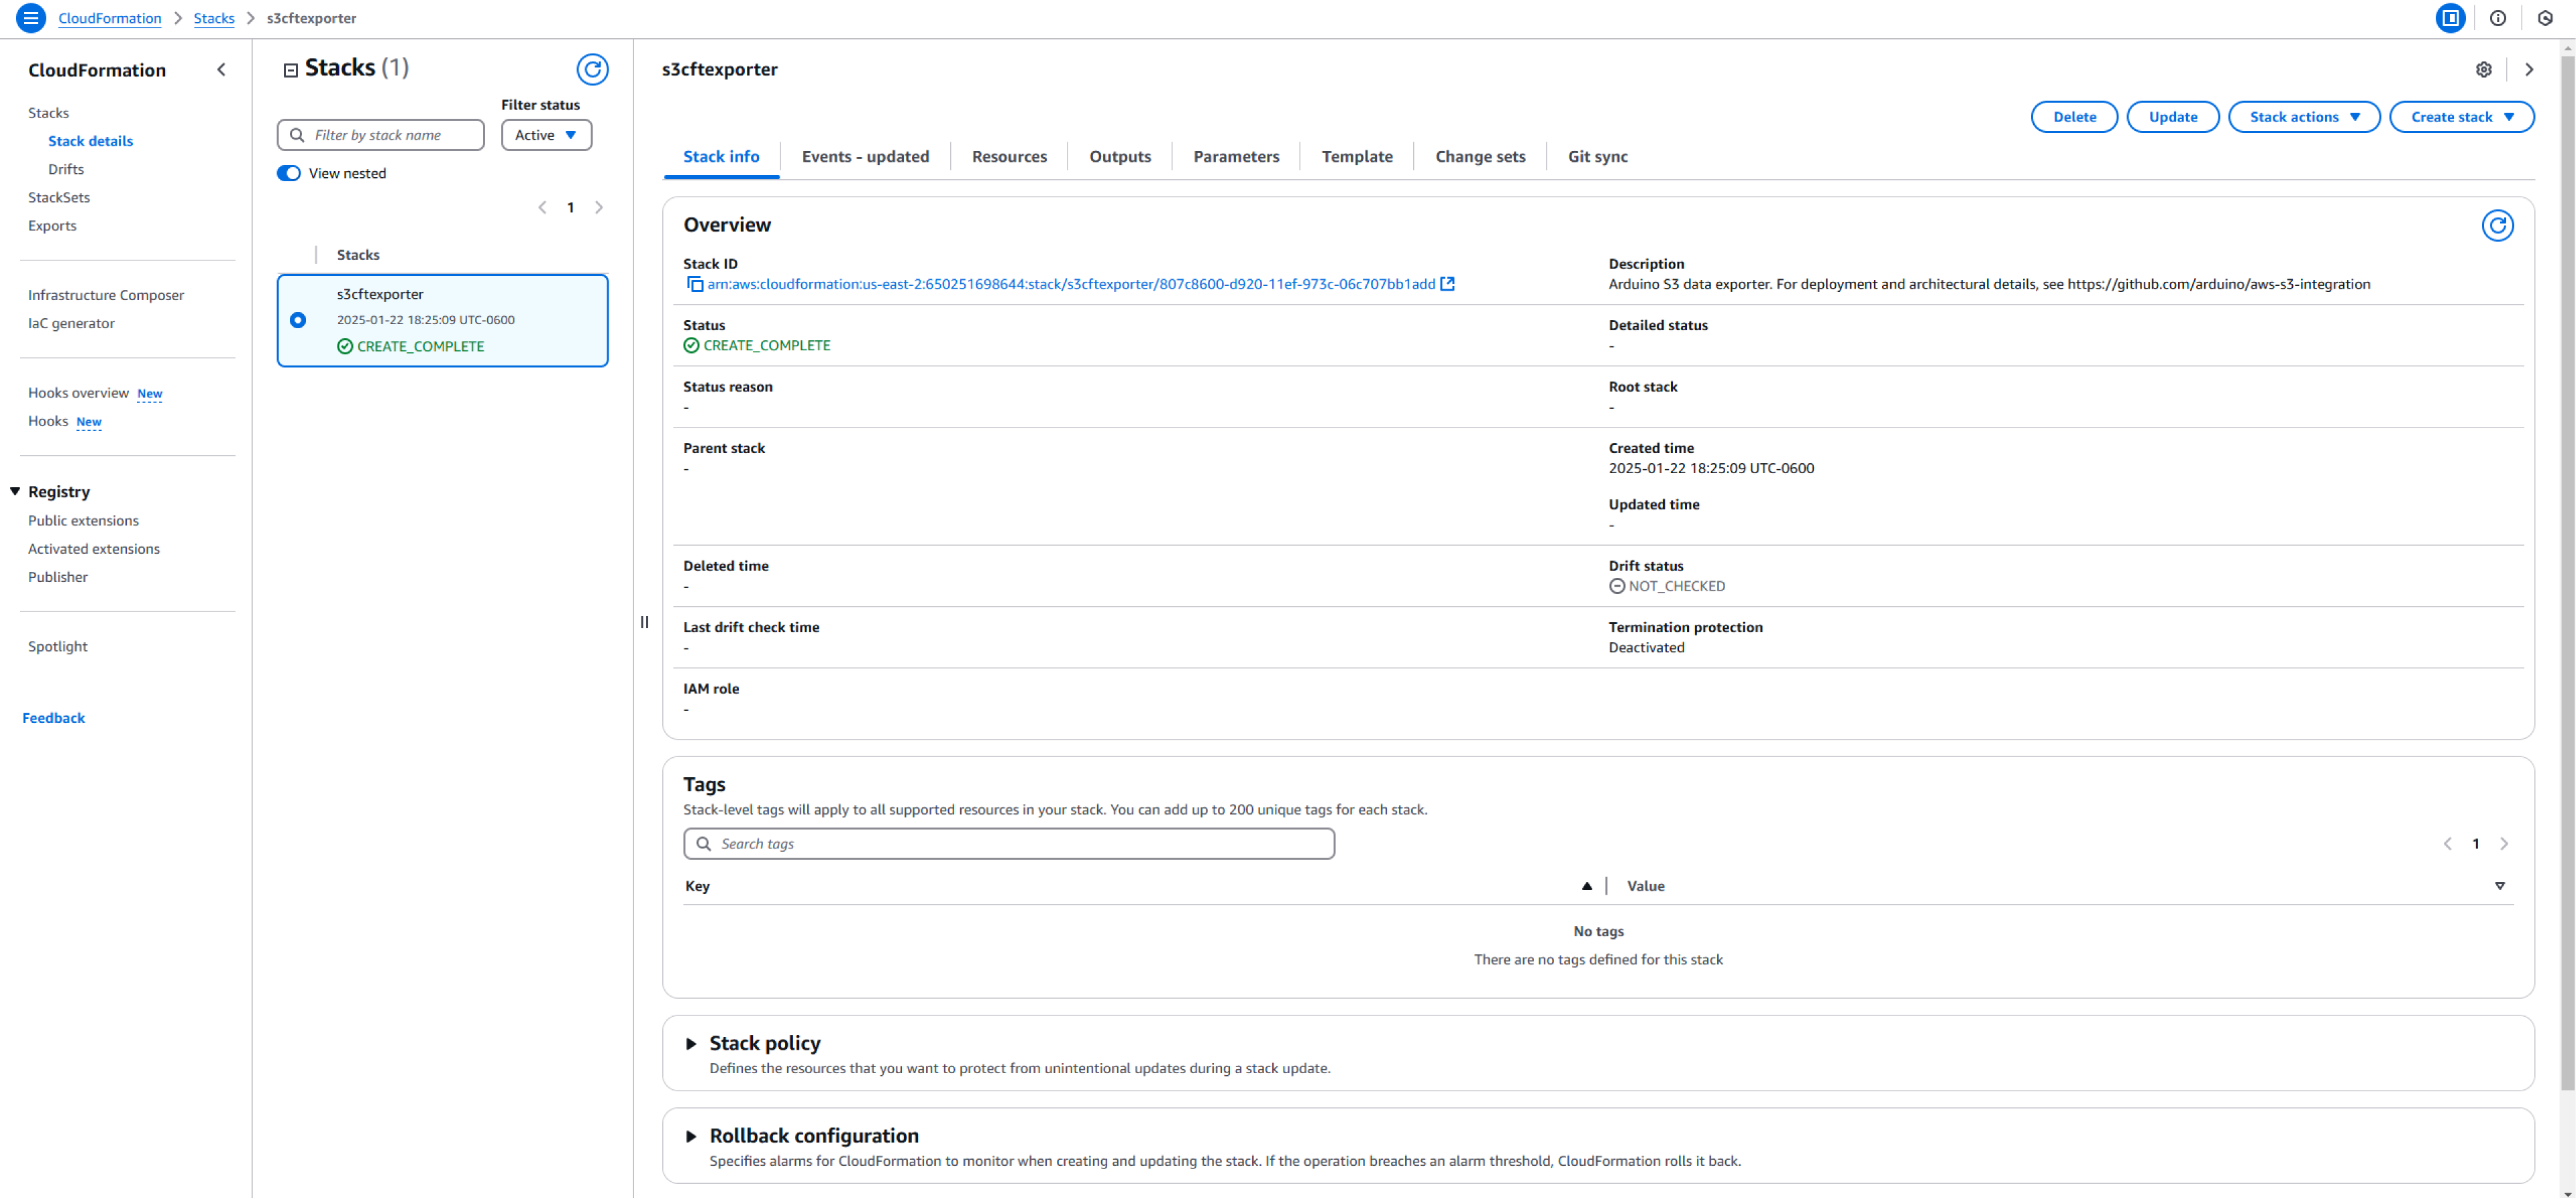 CloudFormation > Stacks > s3cftexporter
CloudFormation
Stacks
Stack details
Drifts
StackSets
Exports
Infrastructure Composer
IaC generator
Hooks overview New
Hooks New
Registry
Public extensions
Activated extensions
Publisher
Spotlight
Feedback
Stacks (1)
Filter status
Filter by stack name
Active
View nested
1
Stacks
s3cftexporter
2025-01-22 18:25:09 UTC-0600
CREATE_COMPLETE
s3cftexporter
Delete Update Stack actions Create stack
Stack info Events - updated Resources Outputs Parameters Template Change sets Git sync
Overview
Stack ID
arn:aws:cloudformation:us-east-2:650251698644:stack/s3cftexporter/807c8600-d920-11ef-973c-06c707bb1add
Description
Arduino S3 data exporter. For deployment and architectural details, see https://github.com/arduino/aws-s3-integration
Status
CREATE_COMPLETE
Detailed status
-
Status reason
-
Root stack
-
Parent stack
-
Created time
2025-01-22 18:25:09 UTC-0600
Updated time
-
Deleted time
-
Drift status
NOT_CHECKED
Last drift check time
-
Termination protection
Deactivated
IAM role
-
Tags
Stack-level tags will apply to all supported resources in your stack. You can add up to 200 unique tags for each stack.
Search tags
1
Key Value
No tags
There are no tags defined for this stack
Stack policy
Defines the resources that you want to protect from unintentional updates during a stack update.
Rollback configuration
Specifies alarms for CloudFormation to monitor when creating and updating the stack. If the operation breaches an alarm threshold, CloudFormation rolls it back.